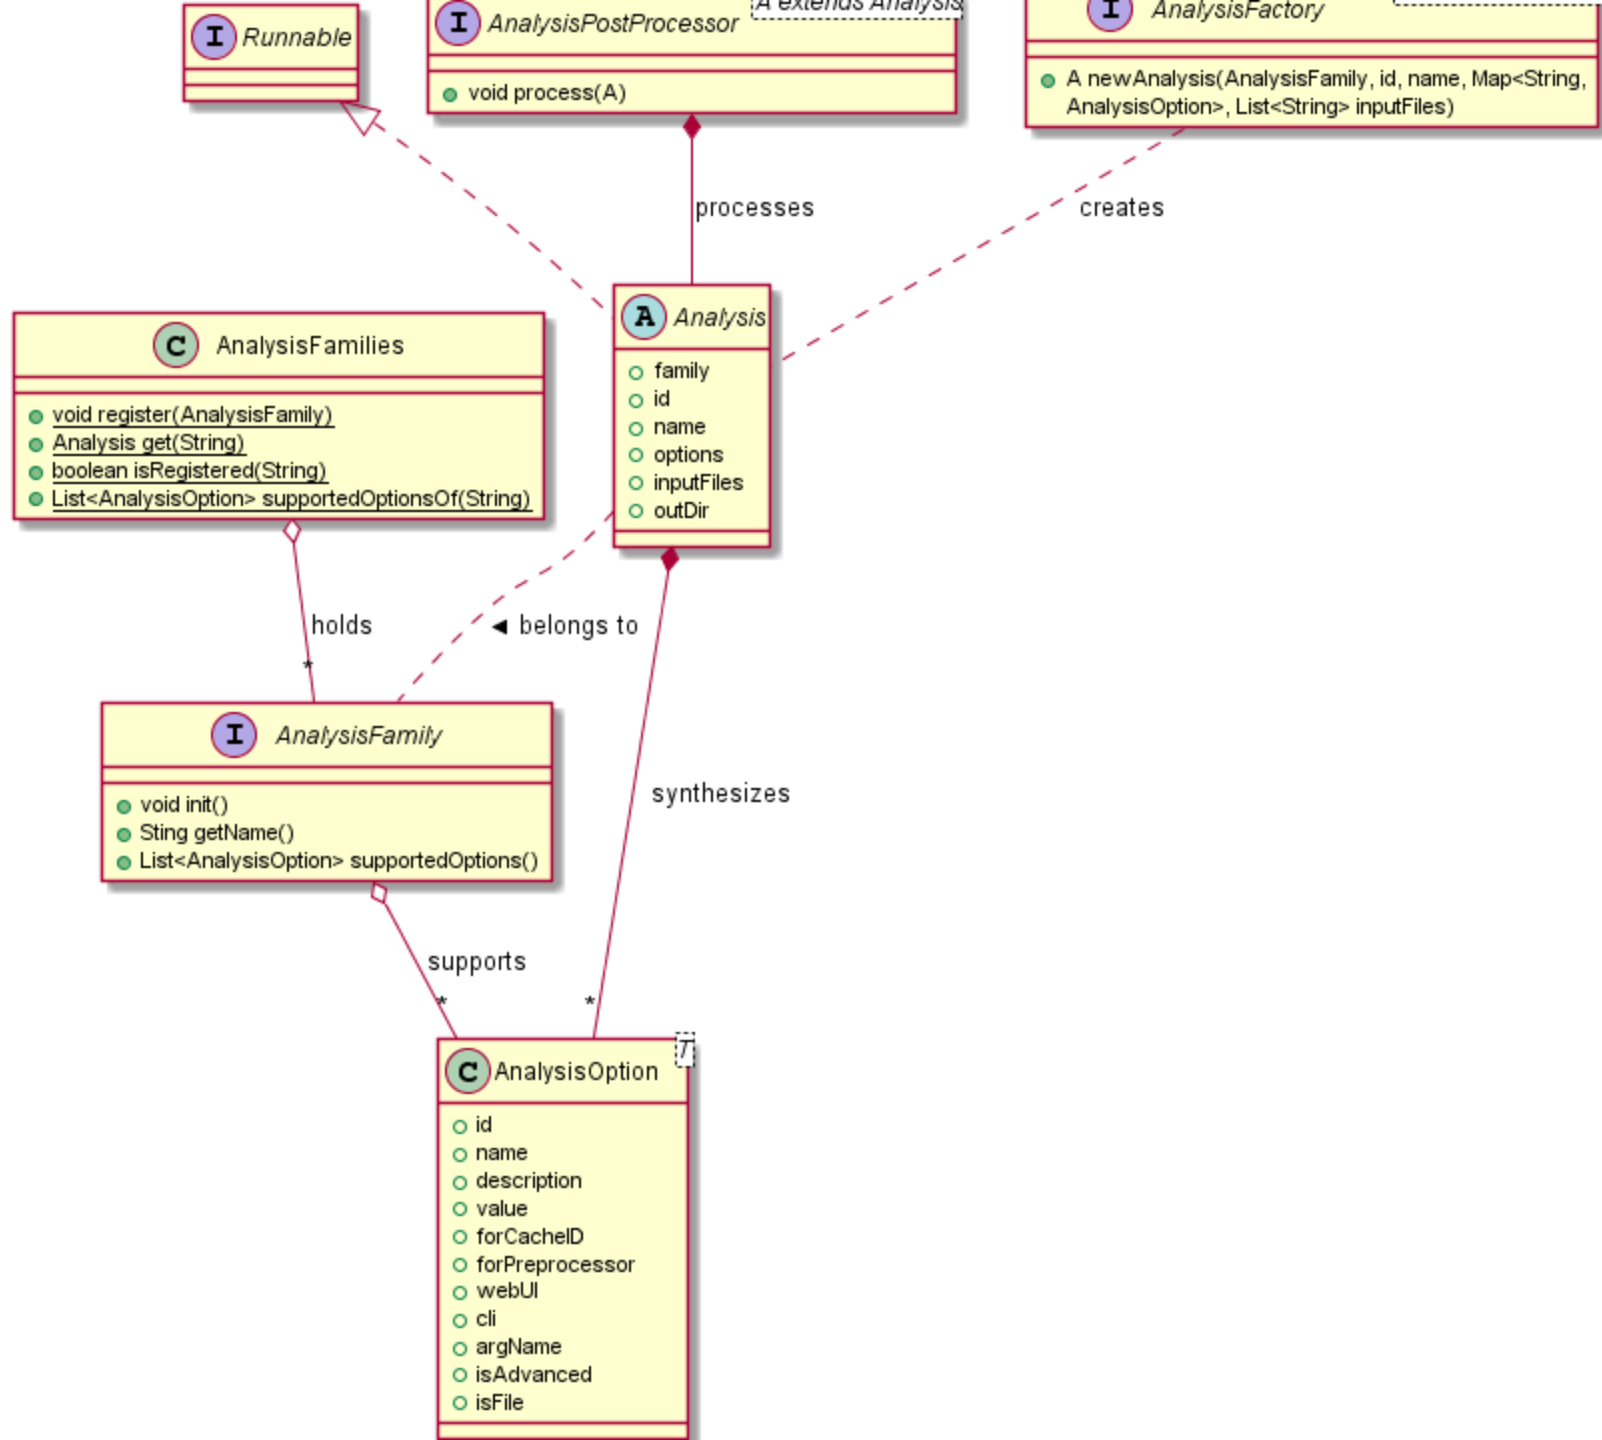 I Runnable
I AnalysisPostProcessor
A extends Analysis
void process(A)
I AnalysisFactory
A newAnalysis(AnalysisFamily, id, name, Map<String,
AnalysisOption>, List<String> inputFiles)
processes
creates
C AnalysisFamilies
void register(AnalysisFamily)
Analysis get(String)
boolean isRegistered(String)
List<AnalysisOption> supportedOptionsOf(String)
A Analysis
family
id
name
options
inputFiles
outDir
holds
*
◄ belongs to
I AnalysisFamily
void init()
Sting getName()
List<AnalysisOption> supportedOptions()
synthesizes
supports
*
*
C AnalysisOption
T
id
name
description
value
forCacheID
forPreprocessor
webUI
cli
argName
isAdvanced
isFile